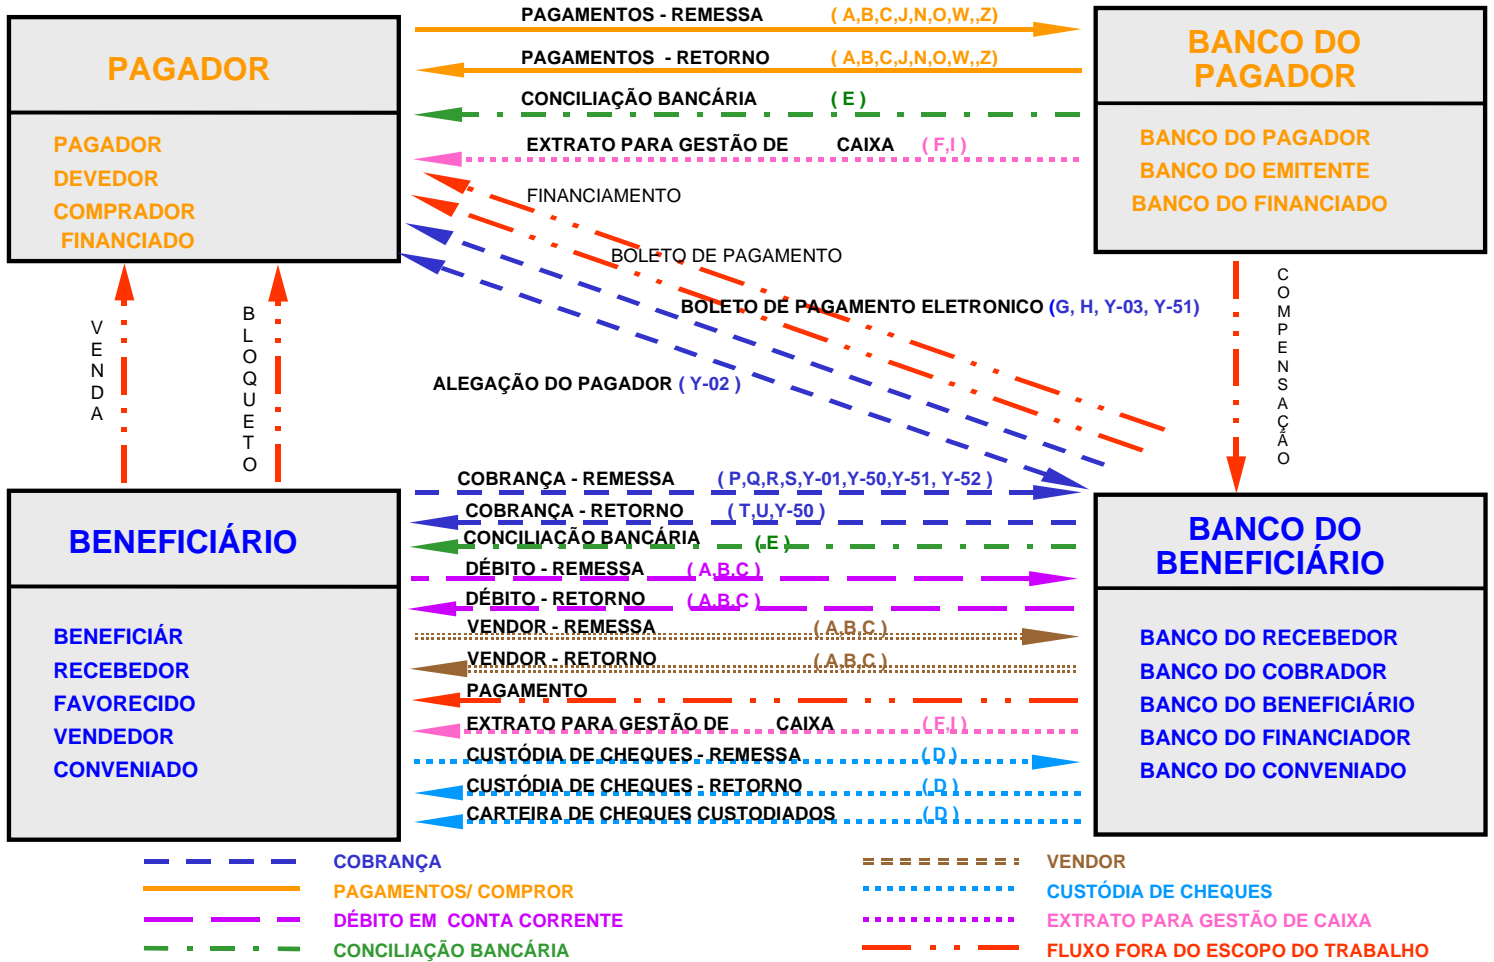 PAGAMENTOS - REMESSA ( A,B,C,J,N,O,W,,Z)
PAGAMENTOS - RETORNO ( A,B,C,J,N,O,W,,Z)
CONCILIAÇÃO BANCÁRIA ( E )
EXTRATO PARA GESTÃO DE CAIXA ( F,I )
FINANCIAMENTO
BOLETO DE PAGAMENTO
BOLETO DE PAGAMENTO ELETRONICO (G, H, Y-03, Y-51)
ALEGAÇÃO DO PAGADOR ( Y-02 )
PAGADOR
PAGADOR
DEVEDOR
COMPRADOR
FINANCIADO
BANCO DO
PAGADOR
BANCO DO PAGADOR
BANCO DO EMITENTE
BANCO DO FINANCIADO
VENDA
BLOQUETO
COMPENSAÇÃO
BENEFICIÁRIO
BENEFICIÁR
RECEBEDOR
FAVORECIDO
VENDEDOR
CONVENIADO
COBRANÇA - REMESSA ( P,Q,R,S,Y-01,Y-50,Y-51, Y-52 )
COBRANÇA - RETORNO ( T,U,Y-50 )
CONCILIAÇÃO BANCÁRIA ( E )
DÉBITO - REMESSA ( A,B,C )
DÉBITO - RETORNO ( A,B,C )
VENDOR - REMESSA ( A,B,C )
VENDOR - RETORNO ( A,B,C )
PAGAMENTO
EXTRATO PARA GESTÃO DE CAIXA ( F,I )
CUSTÓDIA DE CHEQUES - REMESSA ( D )
CUSTÓDIA DE CHEQUES - RETORNO ( D )
CARTEIRA DE CHEQUES CUSTODIADOS ( D )
BANCO DO
BENEFICIÁRIO
BANCO DO RECEBEDOR
BANCO DO COBRADOR
BANCO DO BENEFICIÁRIO
BANCO DO FINANCIADOR
BANCO DO CONVENIADO
COBRANÇA
PAGAMENTOS/ COMPROR
DÉBITO EM CONTA CORRENTE
CONCILIAÇÃO BANCÁRIA
VENDOR
CUSTÓDIA DE CHEQUES
EXTRATO PARA GESTÃO DE CAIXA
FLUXO FORA DO ESCOPO DO TRABALHO